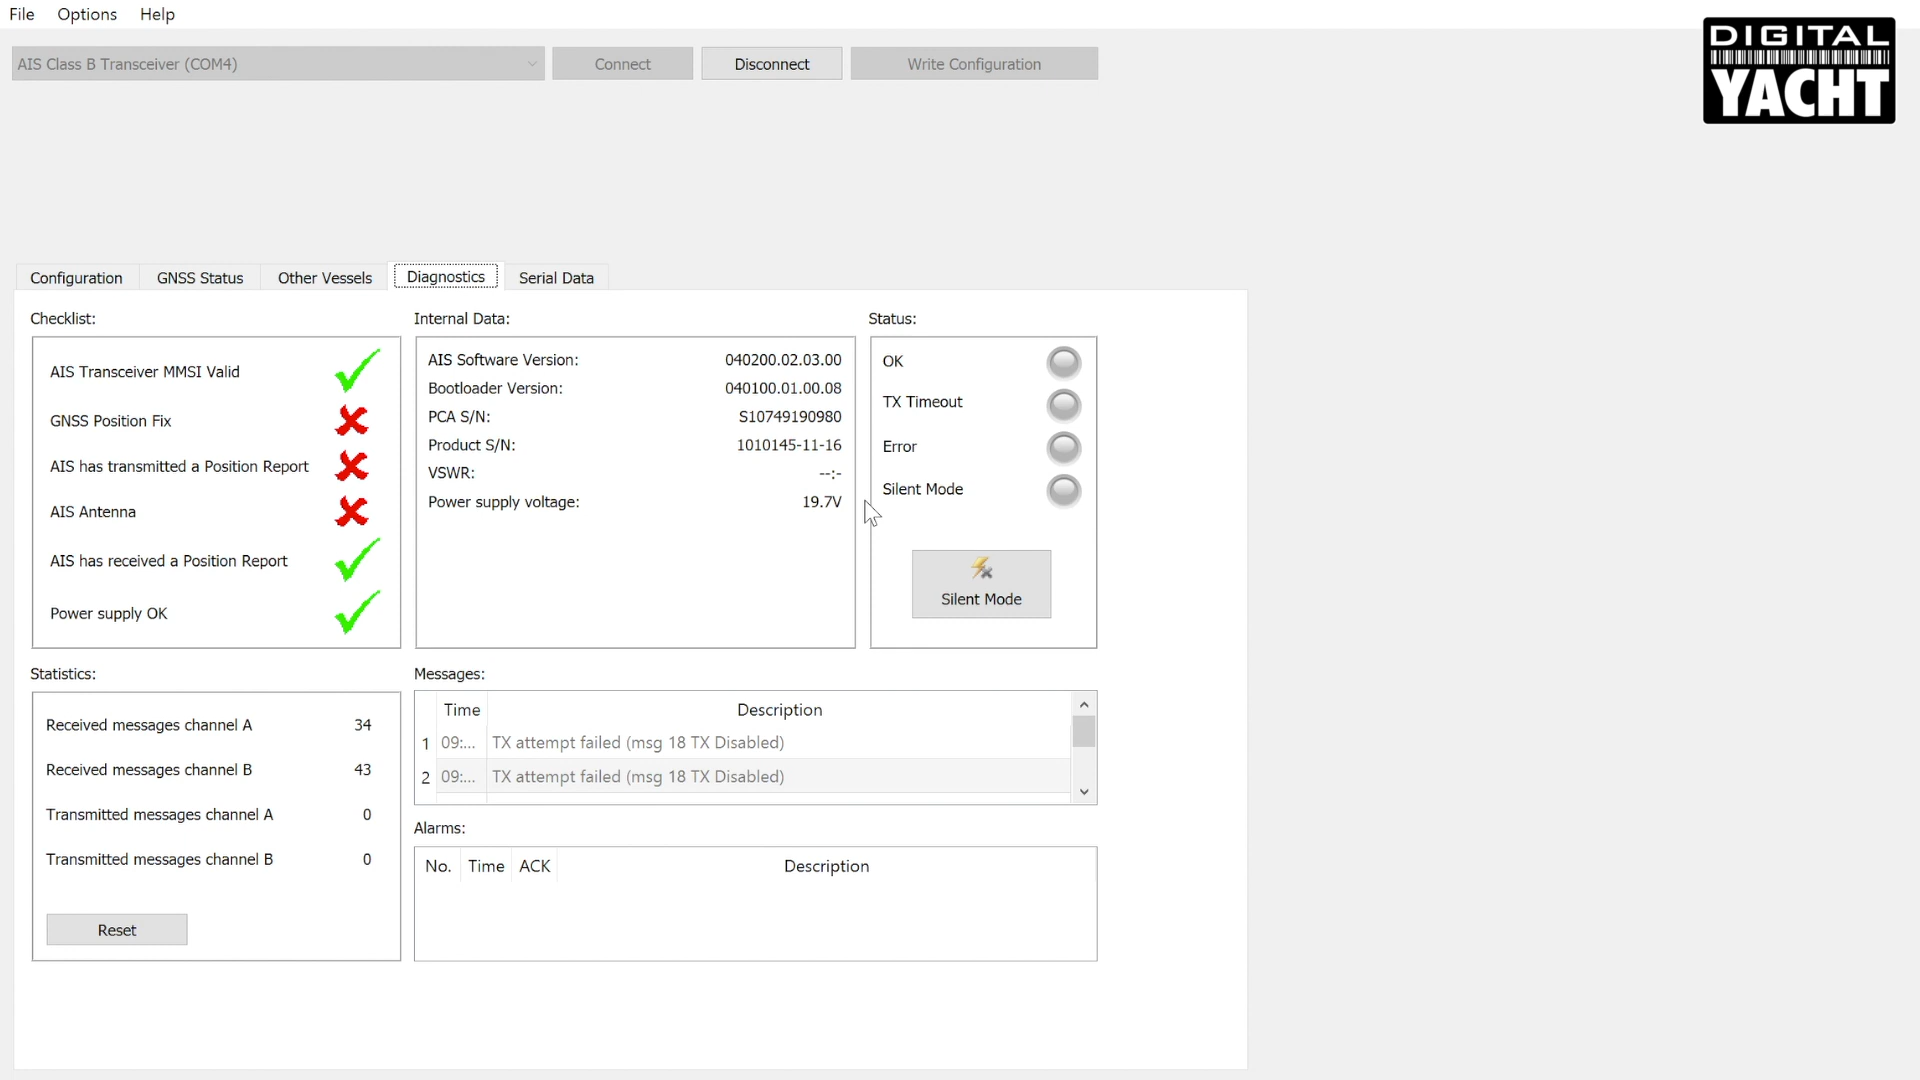 File Options Help
AIS Class B Transceiver (COM4) Connect Disconnect Write Configuration
DIGITAL
YACHT
Configuration GNSS Status Other Vessels Diagnostics Serial Data
Checklist: Internal Data: Status:
AIS Transceiver MMSI Valid
GNSS Position Fix
AIS has transmitted a Position Report
AIS Antenna
AIS has received a Position Report
Power supply OK
AIS Software Version: 040200.02.03.00
Bootloader Version: 040100.01.00.08
PCA S/N: S10749190980
Product S/N: 1010145-11-16
VSWR: --:-
Power supply voltage: 19.7V
OK
TX Timeout
Error
Silent Mode
Silent Mode
Statistics:
Received messages channel A 34
Received messages channel B 43
Transmitted messages channel A 0
Transmitted messages channel B 0
Reset
Messages:
Time Description
1 09:... TX attempt failed (msg 18 TX Disabled)
2 09:... TX attempt failed (msg 18 TX Disabled)
Alarms:
No. Time ACK Description